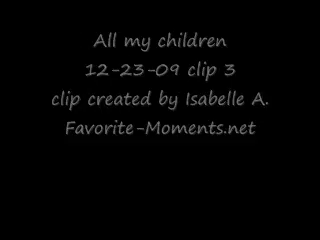 All my children
12-23-09 clip 3
clip created by Isabelle A.
Favorite-Moments.net